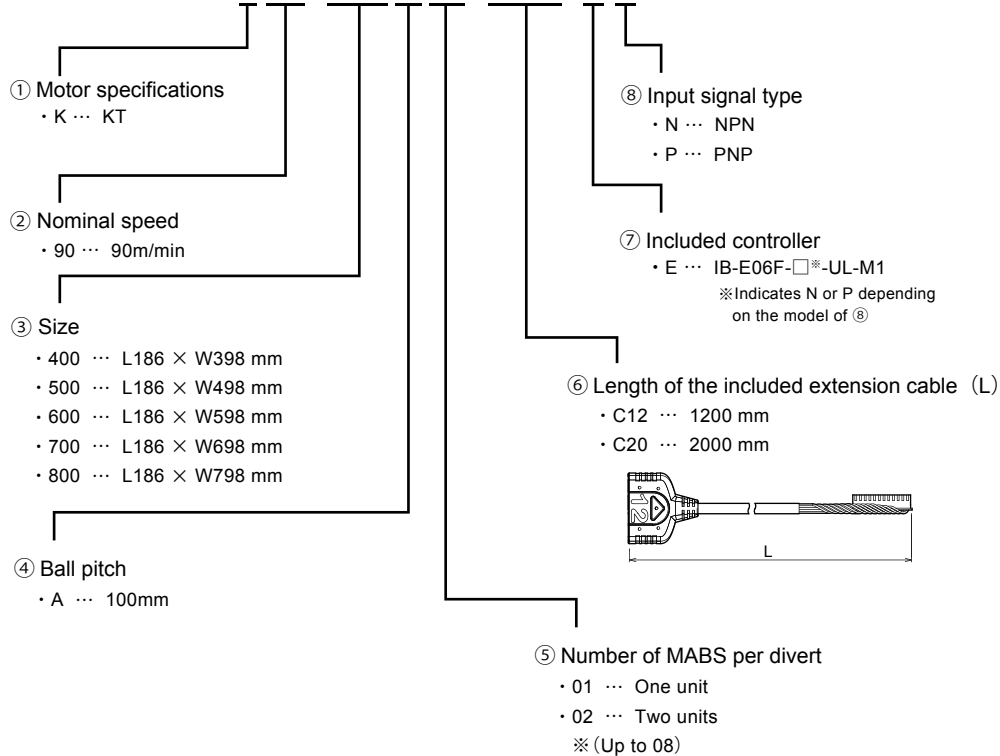 ① Motor specifications
・K … KT
② Nominal speed
・90 … 90m/min
③ Size
・400 … L186 × W398 mm
・500 … L186 × W498 mm
・600 … L186 × W598 mm
・700 … L186 × W698 mm
・800 … L186 × W798 mm
④ Ball pitch
・A … 100mm
⑧ Input signal type
・N … NPN
・P … PNP
⑦ Included controller
・E … IB-E06F-□※-UL-M1
※Indicates N or P depending
on the model of ⑧
⑥ Length of the included extension cable（L）
・C12 … 1200 mm
・C20 … 2000 mm
1 2
L
⑤ Number of MABS per divert
・01 … One unit
・02 … Two units
※（Up to 08）